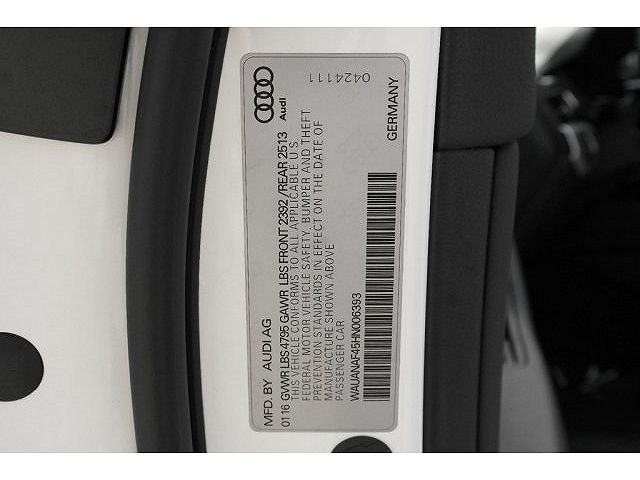 MFD. BY AUDI AG
01 16 GVWR LBS 4795 GAWR LBS FRONT 2392 / REAR 2513
THIS VEHICLE CONFORMS TO ALL APPLICABLE U.S.
FEDERAL MOTOR VEHICLE SAFETY, BUMPER AND THEFT
PREVENTION STANDARDS IN EFFECT ON THE DATE OF
MANUFACTURE SHOWN ABOVE
PASSENGER CAR
WAUANAF45HN006393
GERMANY
Audi
0424111